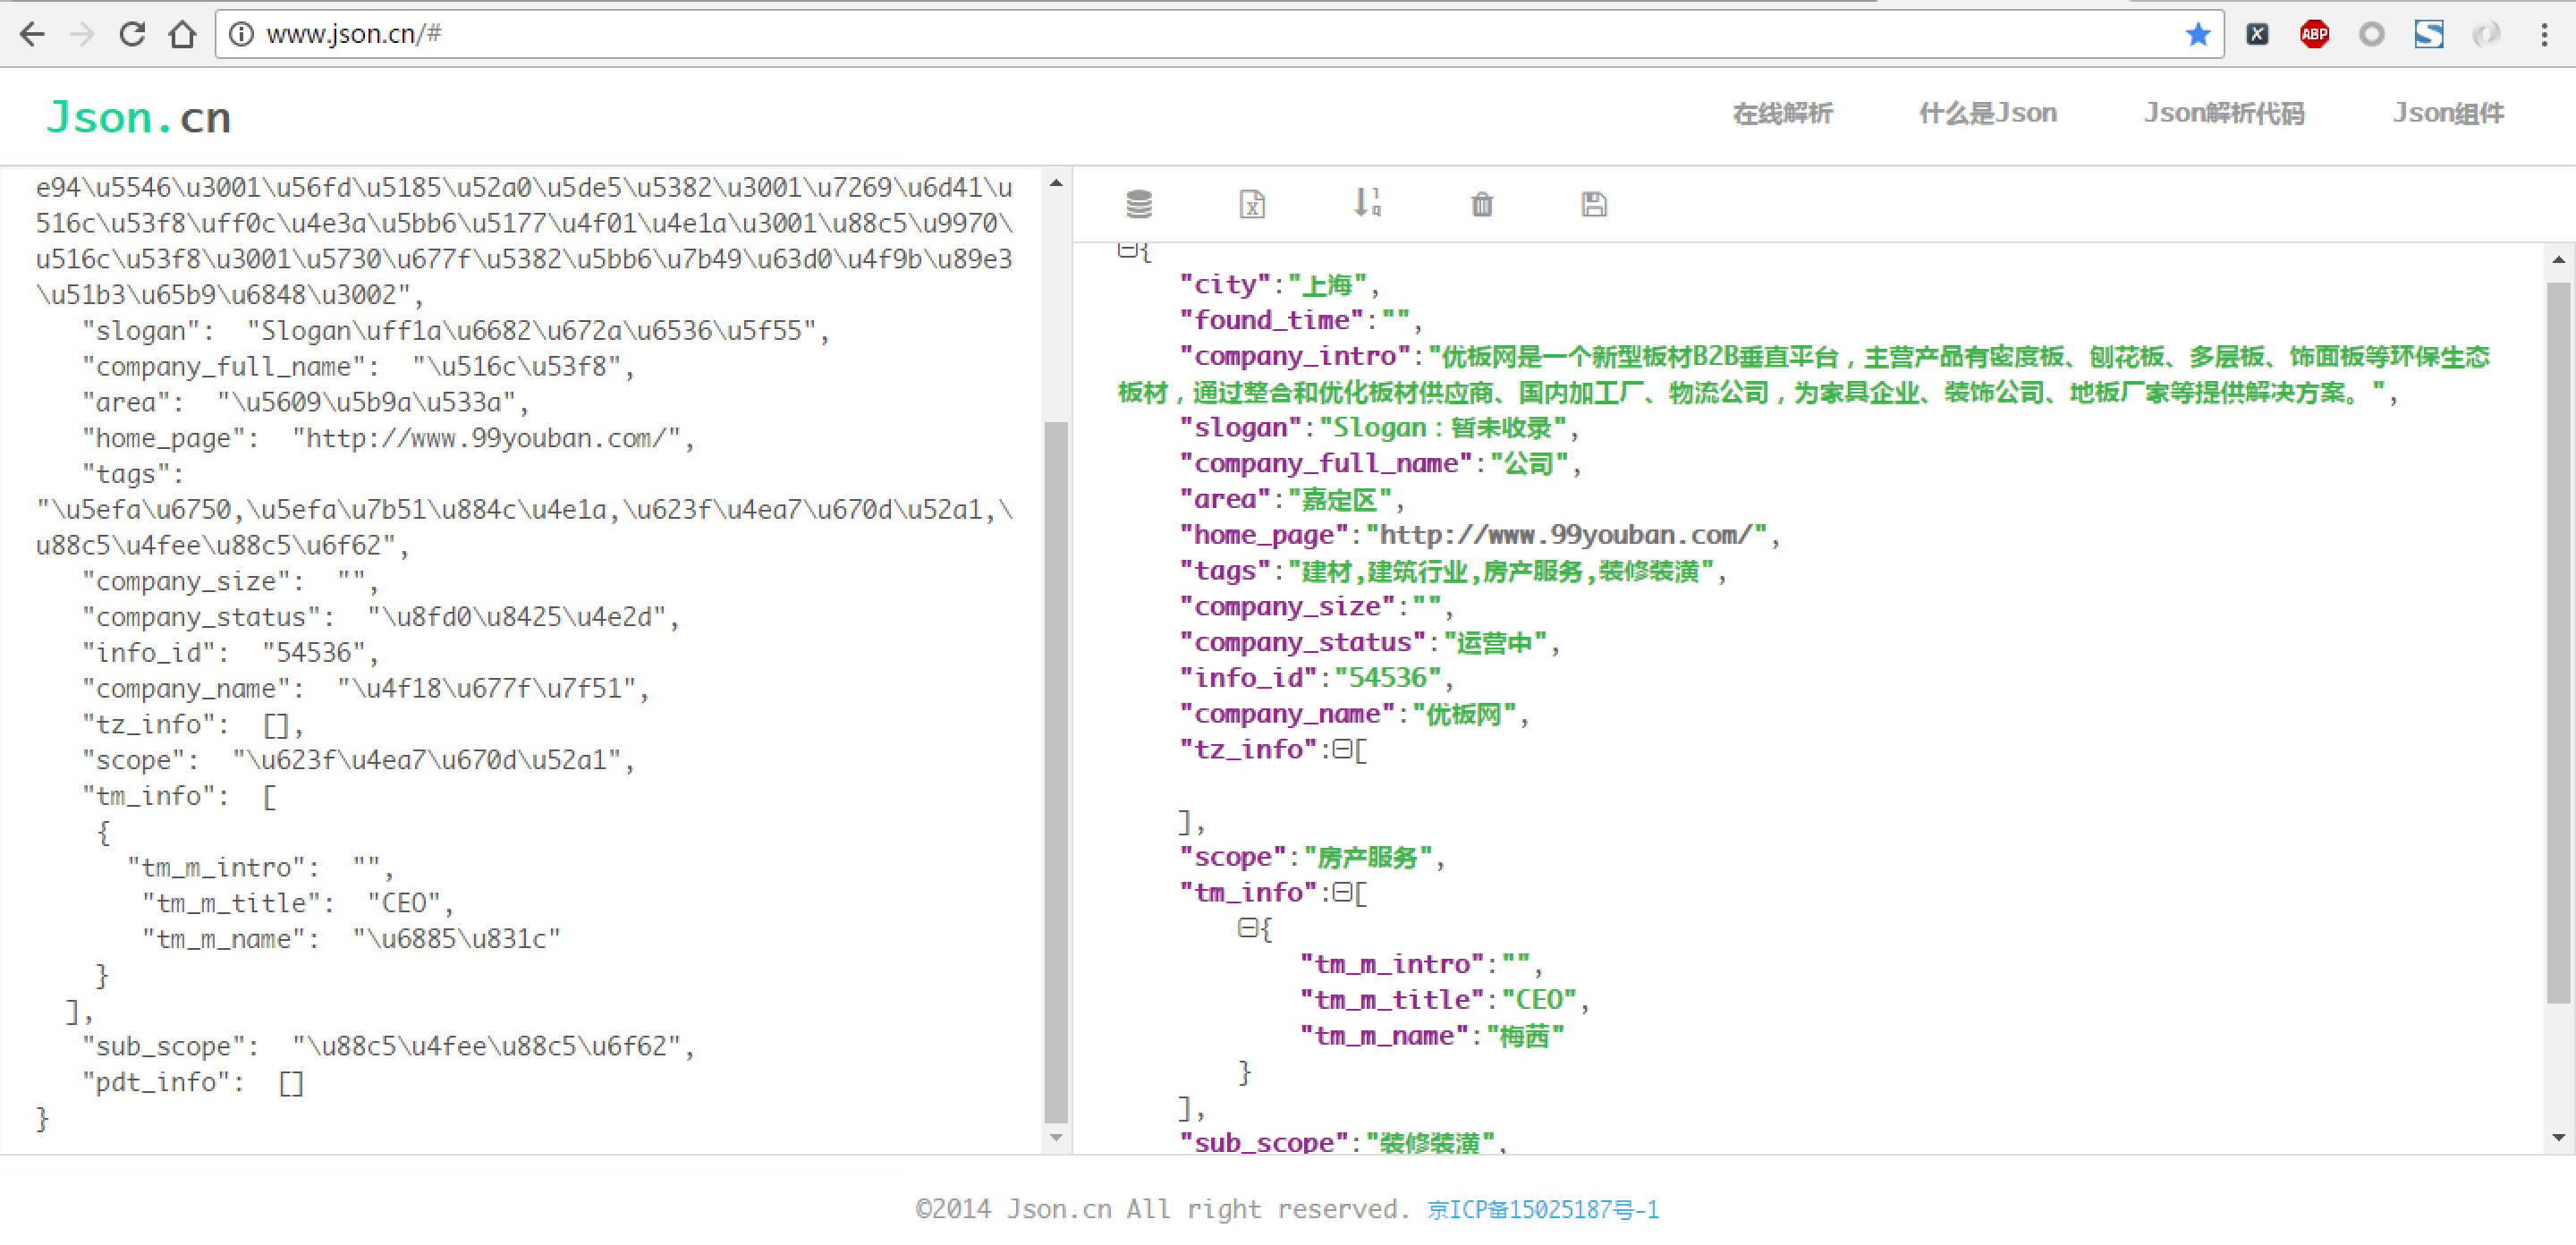 www.json.cn/#
ABP
Json.cn
在线解析
什么是Json
Json解析代码
Json组件
e94\u5546\u3001\u56fd\u5185\u52a0\u5de5\u5382\u3001\u7269\u6d41\u
516c\u53f8\uff0c\u4e3a\u5bb6\u5177\u4f01\u4e1a\u3001\u88c5\u9970\
u516c\u53f8\u3001\u5730\u677f\u5382\u5bb6\u7b49\u63d0\u4f9b\u89e3
\u51b3\u65b9\u6848\u3002",
"slogan": "Slogan\uff1a\u6682\u672a\u6536\u5f55",
"company_full_name": "\u516c\u53f8",
"area": "\u5609\u5b9a\u533a",
"home_page": "http://www.99youban.com/",
"tags":
"\u5efa\u6750,\u5efa\u7b51\u884c\u4e1a,\u623f\u4ea7\u670d\u52a1,\
u88c5\u4fee\u88c5\u6f62",
"company_size": "",
"company_status": "\u8fd0\u8425\u4e2d",
"info_id": "54536",
"company_name": "\u4f18\u677f\u7f51",
"tz_info": [],
"scope": "\u623f\u4ea7\u670d\u52a1",
"tm_info": [
{
"tm_m_intro": "",
"tm_m_title": "CEO",
"tm_m_name": "\u6885\u831c"
}
],
"sub_scope": "\u88c5\u4fee\u88c5\u6f62",
"pdt_info": []
}
{
"city":"上海",
"found_time":"",
"company_intro":"优板网是一个新型板材B2B垂直平台，主营产品有密度板、刨花板、多层板、饰面板等环保生态
板材，通过整合和优化板材供应商、国内加工厂、物流公司，为家具企业、装饰公司、地板厂家等提供解决方案。",
"slogan":"Slogan：暂未收录",
"company_full_name":"公司",
"area":"嘉定区",
"home_page":"http://www.99youban.com/",
"tags":"建材,建筑行业,房产服务,装修装潢",
"company_size":"",
"company_status":"运营中",
"info_id":"54536",
"company_name":"优板网",
"tz_info":[
],
"scope":"房产服务",
"tm_info":[
{
"tm_m_intro":"",
"tm_m_title":"CEO",
"tm_m_name":"梅茜"
}
],
"sub_scope":"装修装潢",
©2014 Json.cn All right reserved. 京ICP备15025187号-1